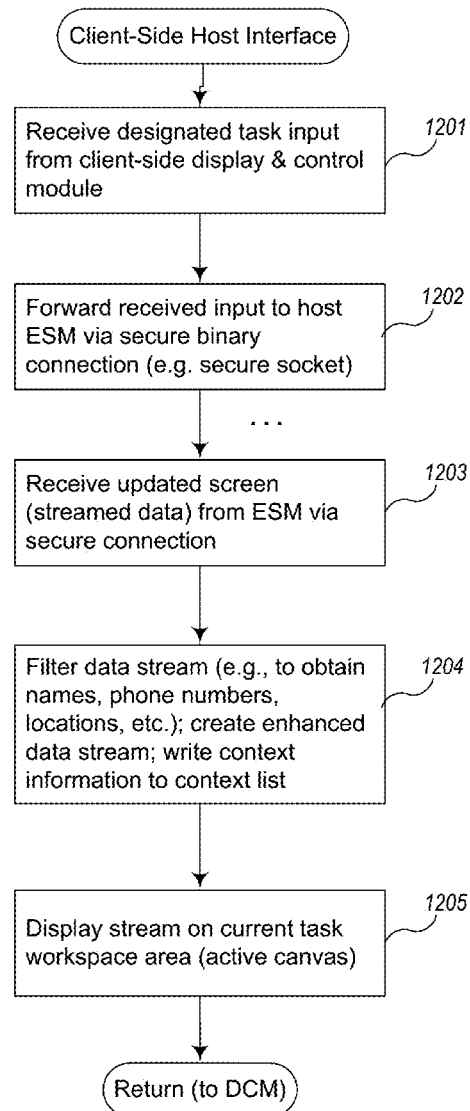 Client-Side Host Interface
Receive designated task input
from client-side display & control
module
1201
Forward received input to host
ESM via secure binary
connection (e.g. secure socket)
1202
...
Receive updated screen
(streamed data) from ESM via
secure connection
1203
Filter data stream (e.g., to obtain
names, phone numbers,
locations, etc.); create enhanced
data stream; write context
information to context list
1204
Display stream on current task
workspace area (active canvas)
1205
Return (to DCM)